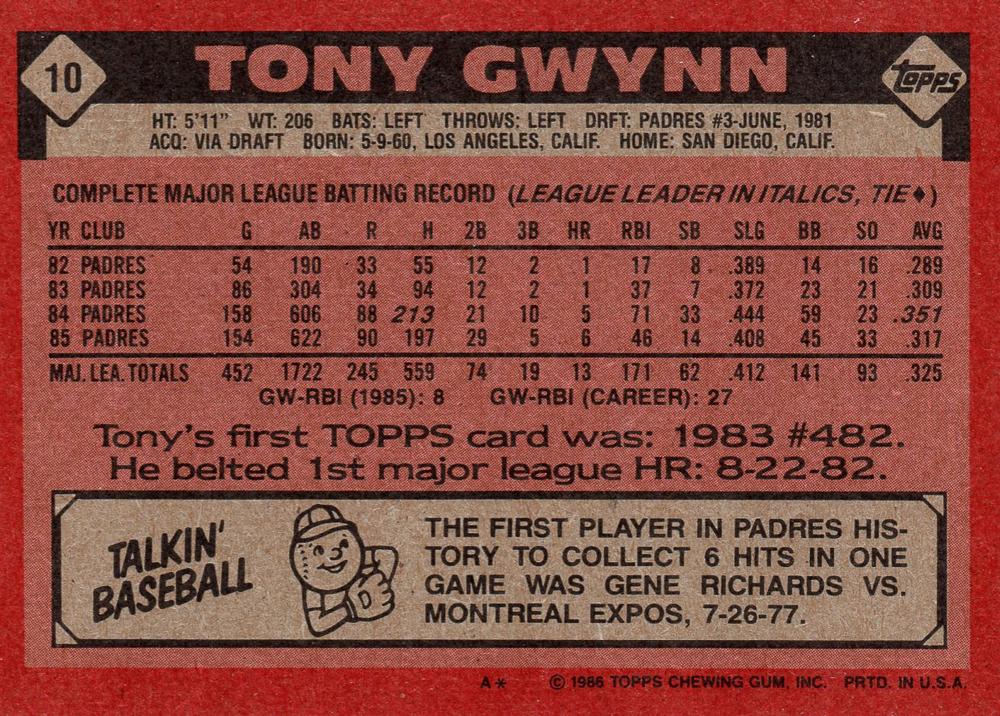 10 TONY GWYNN TOPPS
HT: 5'11" WT: 206 BATS: LEFT THROWS: LEFT DRFT: PADRES #3-JUNE, 1981
ACQ: VIA DRAFT BORN: 5-9-60, LOS ANGELES, CALIF. HOME: SAN DIEGO, CALIF.
COMPLETE MAJOR LEAGUE BATTING RECORD (LEAGUE LEADER IN ITALICS, TIE ♦)
YR CLUB G AB R H 2B 3B HR RBI SB SLG BB SO AVG
82 PADRES 54 190 33 55 12 2 1 17 8 .389 14 16 .289
83 PADRES 86 304 34 94 12 2 1 37 7 .372 23 21 .309
84 PADRES 158 606 88 213 21 10 5 71 33 .444 59 23 .351
85 PADRES 154 622 90 197 29 5 6 46 14 .408 45 33 .317
MAJ. LEA. TOTALS 452 1722 245 559 74 19 13 171 62 .412 141 93 .325
GW-RBI (1985): 8 GW-RBI (CAREER): 27
Tony's first TOPPS card was: 1983 #482.
He belted 1st major league HR: 8-22-82.
TALKIN'
BASEBALL
THE FIRST PLAYER IN PADRES HIS-
TORY TO COLLECT 6 HITS IN ONE
GAME WAS GENE RICHARDS VS.
MONTREAL EXPOS, 7-26-77.
A* © 1986 TOPPS CHEWING GUM, INC. PRTD. IN U.S.A.